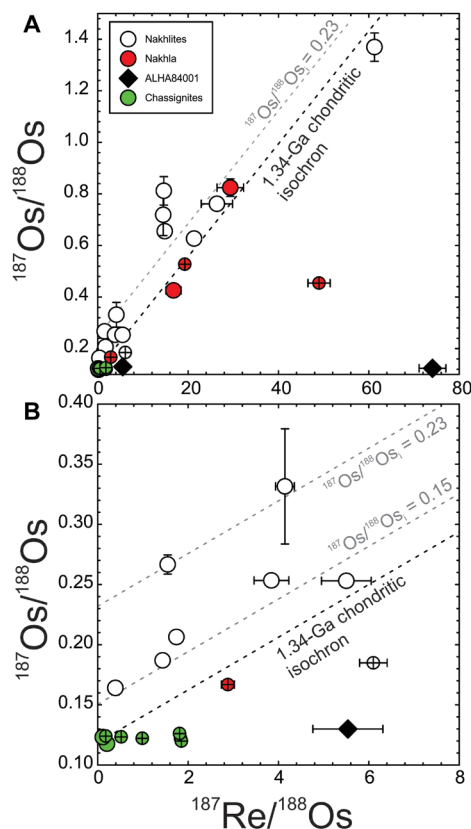 A
Nakhlites
Nakhla
ALHA84001
Chassignites
¹⁸⁷Os/¹⁸⁸Osᵢ = 0.23
1.34-Ga chondritic
isochron
¹⁸⁷Os/¹⁸⁸Os
1.4
1.2
1.0
0.8
0.6
0.4
0.2
0 20 40 60 80
B
¹⁸⁷Os/¹⁸⁸Osᵢ = 0.23
¹⁸⁷Os/¹⁸⁸Osᵢ = 0.15
1.34-Ga chondritic
isochron
¹⁸⁷Os/¹⁸⁸Os
0.40
0.35
0.30
0.25
0.20
0.15
0.10
0 2 4 6 8
¹⁸⁷Re/¹⁸⁸Os